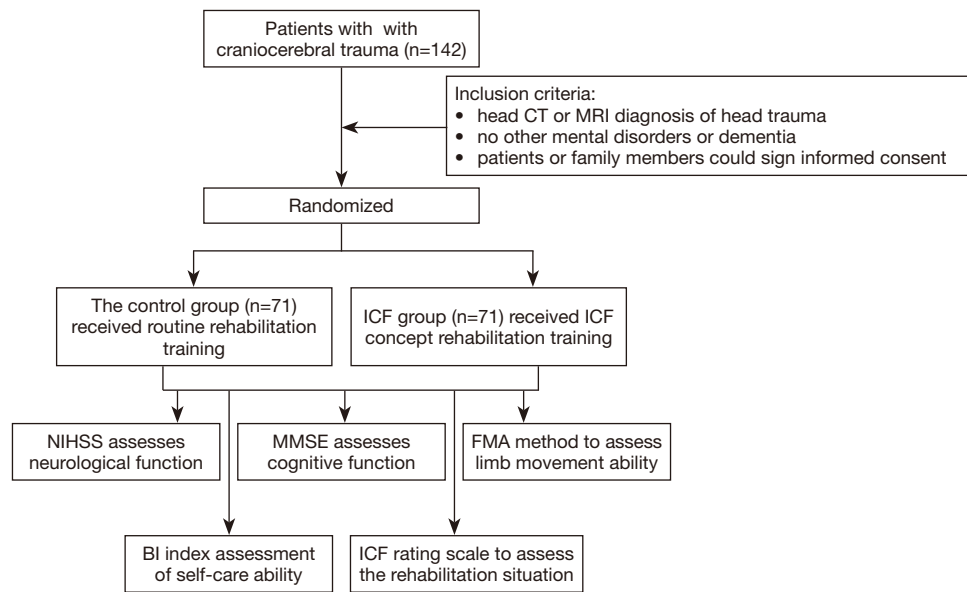 Patients with with
craniocerebral trauma (n=142)
Inclusion criteria:
• head CT or MRI diagnosis of head trauma
• no other mental disorders or dementia
• patients or family members could sign informed consent
Randomized
The control group (n=71)
received routine rehabilitation
training
ICF group (n=71) received ICF
concept rehabilitation training
NIHSS assesses
neurological function
MMSE assesses
cognitive function
FMA method to assess
limb movement ability
BI index assessment
of self-care ability
ICF rating scale to assess
the rehabilitation situation